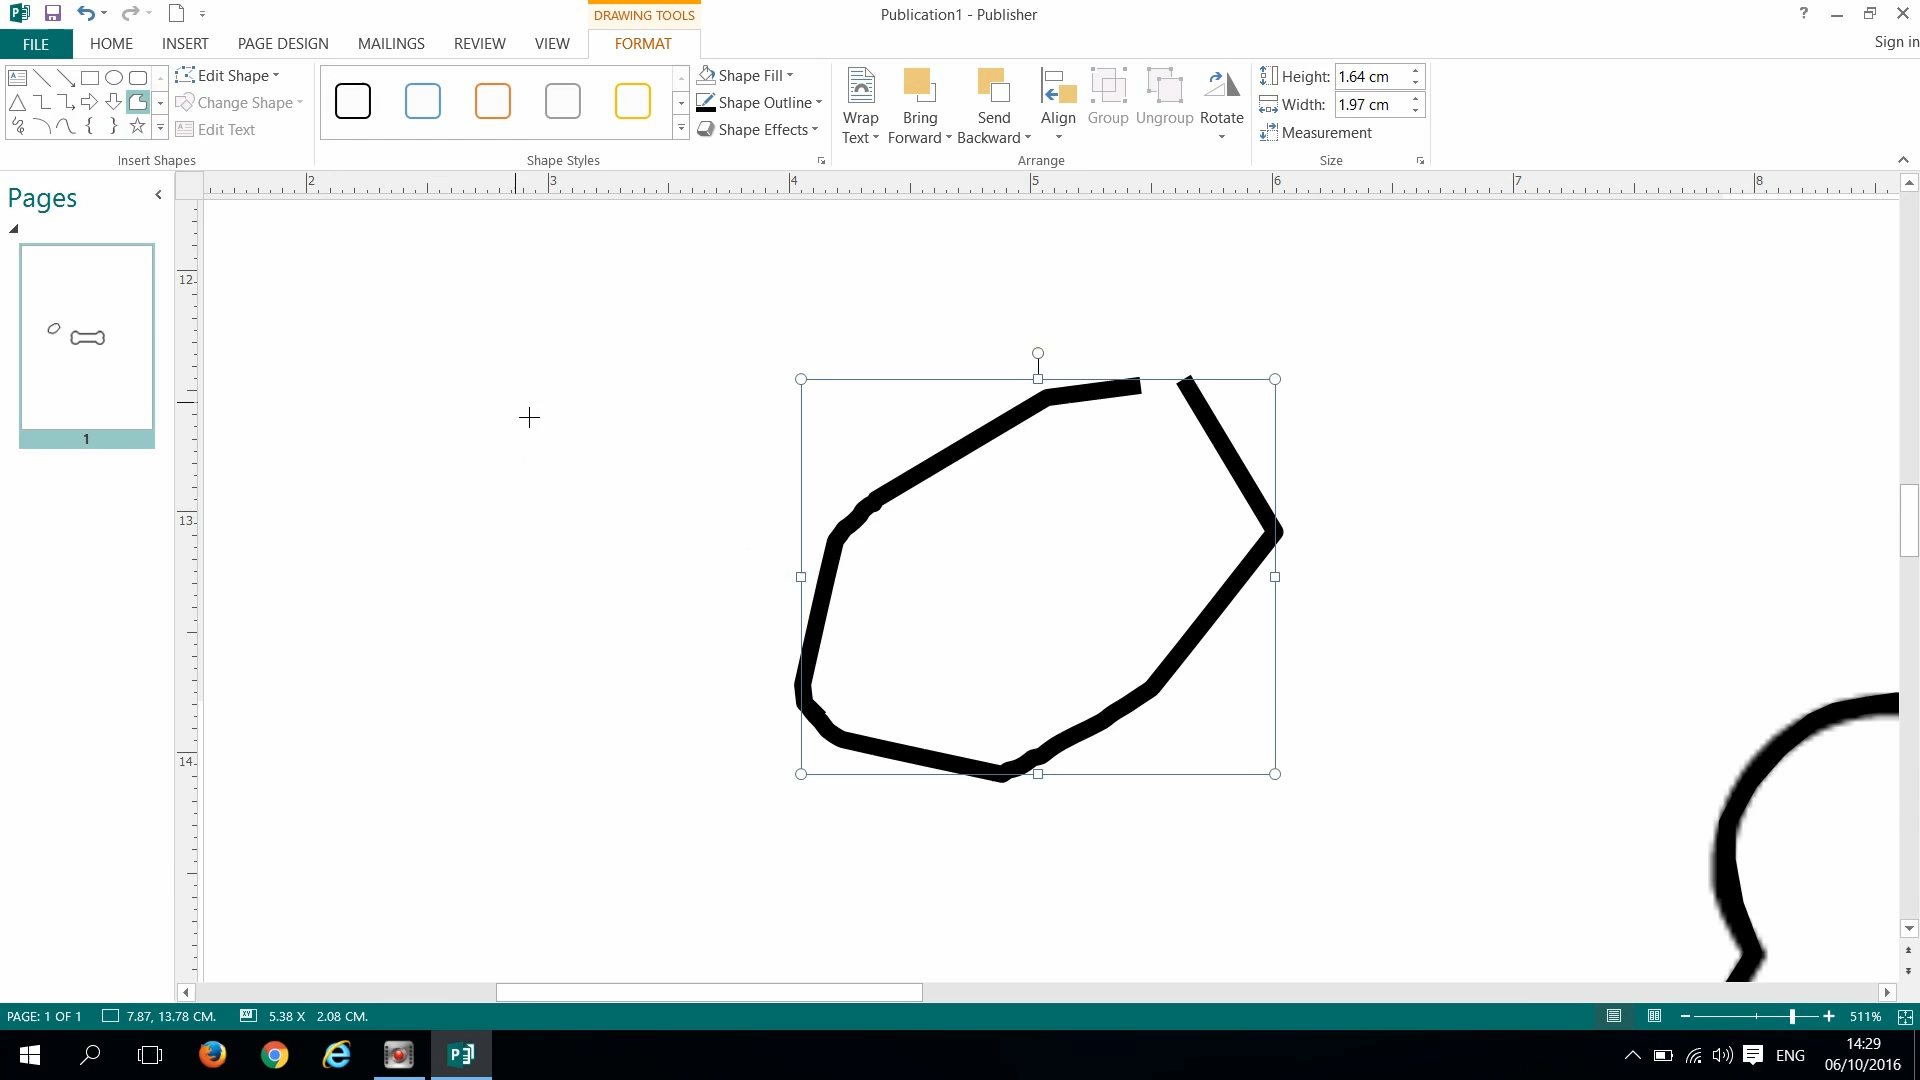 DRAWING TOOLS
Publication1 - Publisher
?
FILE
HOME
INSERT
PAGE DESIGN
MAILINGS
REVIEW
VIEW
FORMAT
Sign in
Edit Shape
Change Shape
Edit Text
Insert Shapes
Shape Fill
Shape Outline
Shape Effects
Shape Styles
Wrap
Text
Bring
Forward
Send
Backward
Align
Group
Ungroup
Rotate
Arrange
Height: 1.64 cm
Width: 1.97 cm
Measurement
Size
Pages
1
2 3 4 5 6 7 8
12
13
14
PAGE: 1 OF 1
7.87, 13.78 CM.
5.38 X 2.08 CM.
511%
ENG
14:29
06/10/2016